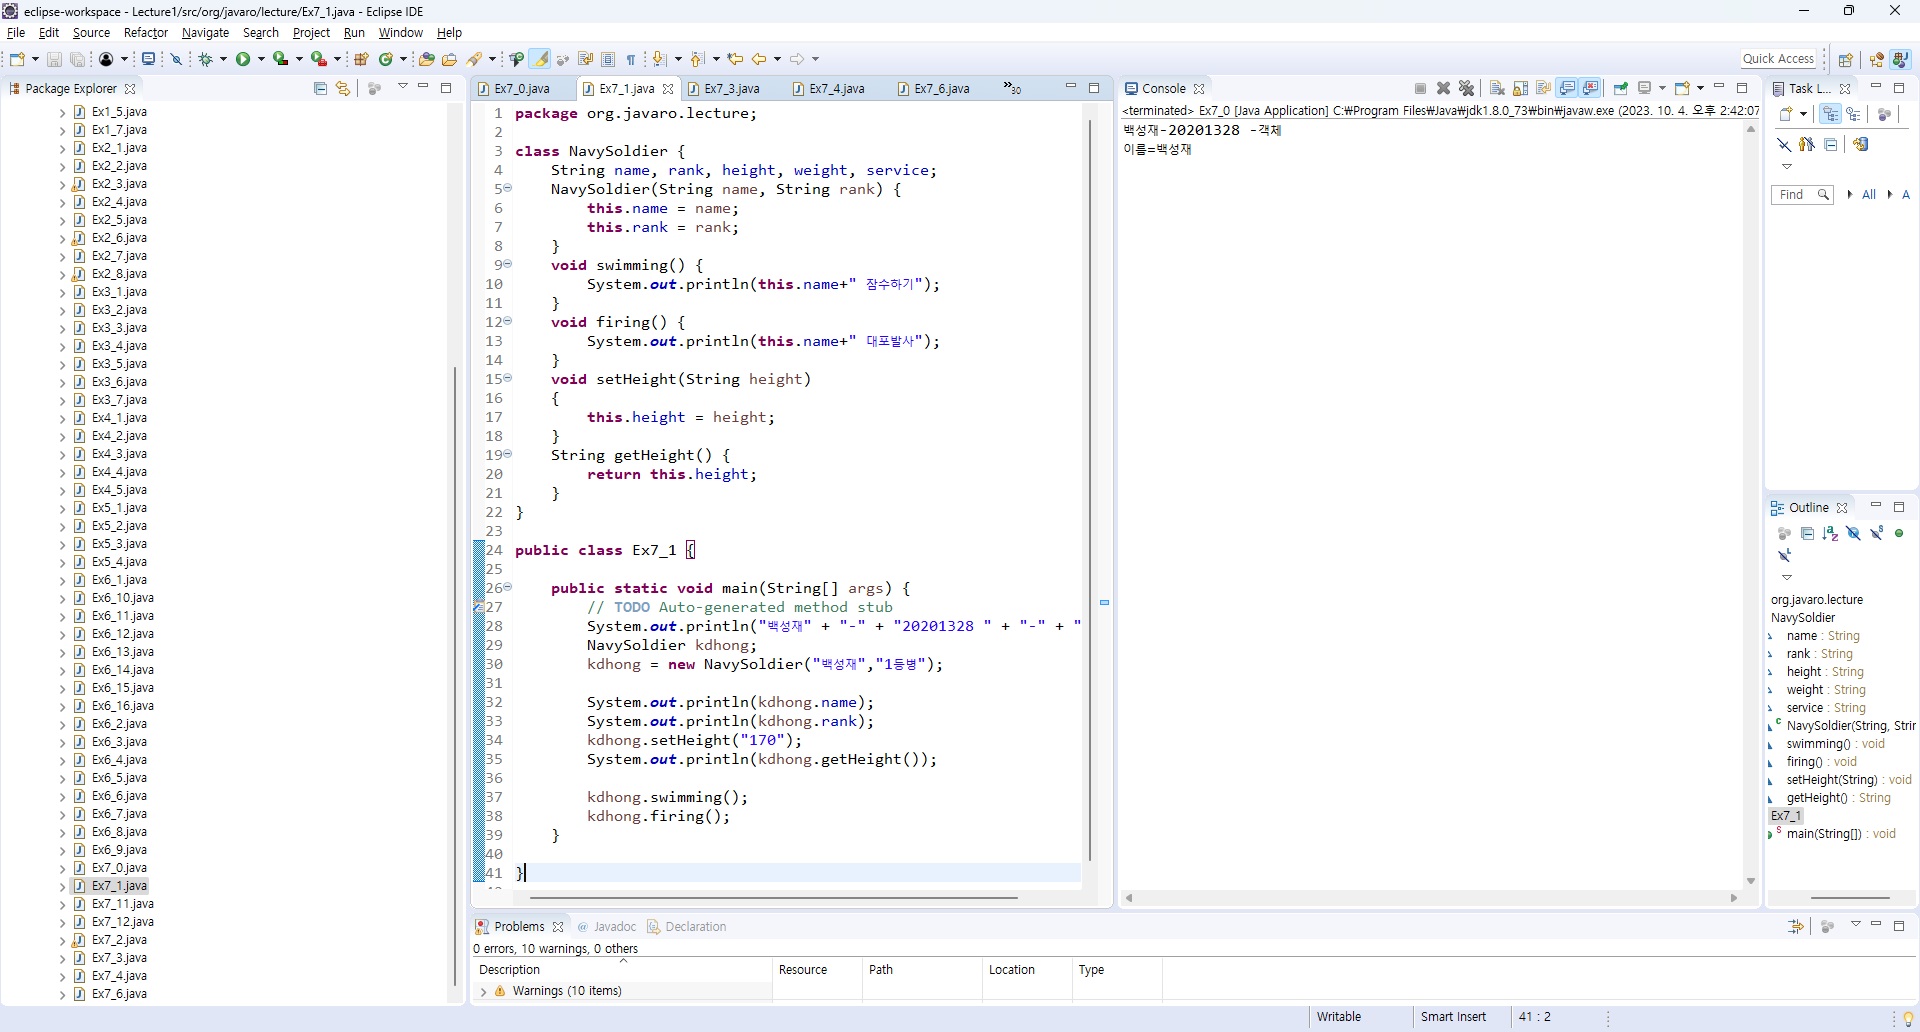 eclipse-workspace - Lecture1/src/org/javaro/lecture/Ex7_1.java - Eclipse IDE
File Edit Source Refactor Navigate Search Project Run Window Help
Quick Access
Package Explorer
Ex1_5.java
Ex1_7.java
Ex2_1.java
Ex2_2.java
Ex2_3.java
Ex2_4.java
Ex2_5.java
Ex2_6.java
Ex2_7.java
Ex2_8.java
Ex3_1.java
Ex3_2.java
Ex3_3.java
Ex3_4.java
Ex3_5.java
Ex3_6.java
Ex3_7.java
Ex4_1.java
Ex4_2.java
Ex4_3.java
Ex4_4.java
Ex4_5.java
Ex5_1.java
Ex5_2.java
Ex5_3.java
Ex5_4.java
Ex6_1.java
Ex6_10.java
Ex6_11.java
Ex6_12.java
Ex6_13.java
Ex6_14.java
Ex6_15.java
Ex6_16.java
Ex6_2.java
Ex6_3.java
Ex6_4.java
Ex6_5.java
Ex6_6.java
Ex6_7.java
Ex6_8.java
Ex6_9.java
Ex7_0.java
Ex7_1.java
Ex7_11.java
Ex7_12.java
Ex7_2.java
Ex7_3.java
Ex7_4.java
Ex7_6.java
Ex7_0.java Ex7_1.java Ex7_3.java Ex7_4.java Ex7_6.java »30
1 package org.javaro.lecture;
2
3 class NavySoldier {
4 String name, rank, height, weight, service;
5 NavySoldier(String name, String rank) {
6 this.name = name;
7 this.rank = rank;
8 }
9 void swimming() {
10 System.out.println(this.name+" 잠수하기");
11 }
12 void firing() {
13 System.out.println(this.name+" 대포발사");
14 }
15 void setHeight(String height)
16 {
17 this.height = height;
18 }
19 String getHeight() {
20 return this.height;
21 }
22 }
23
24 public class Ex7_1 {
25
26 public static void main(String[] args) {
27 // TODO Auto-generated method stub
28 System.out.println("백성재" + "-" + "20201328 " + "-" + "
29 NavySoldier kdhong;
30 kdhong = new NavySoldier("백성재","1등병");
31
32 System.out.println(kdhong.name);
33 System.out.println(kdhong.rank);
34 kdhong.setHeight("170");
35 System.out.println(kdhong.getHeight());
36
37 kdhong.swimming();
38 kdhong.firing();
39 }
40
41 }
Console
<terminated> Ex7_0 [Java Application] C:₩Program Files₩Java₩jdk1.8.0_73₩bin₩javaw.exe (2023. 10. 4. 오후 2:42:07
백성재-20201328 -객체
이름=백성재
Task L...
Find All A
Outline
org.javaro.lecture
NavySoldier
name : String
rank : String
height : String
weight : String
service : String
NavySoldier(String, Strin
swimming() : void
firing() : void
setHeight(String) : void
getHeight() : String
Ex7_1
main(String[]) : void
Problems Javadoc Declaration
0 errors, 10 warnings, 0 others
Description Resource Path Location Type
Warnings (10 items)
Writable Smart Insert 41 : 2